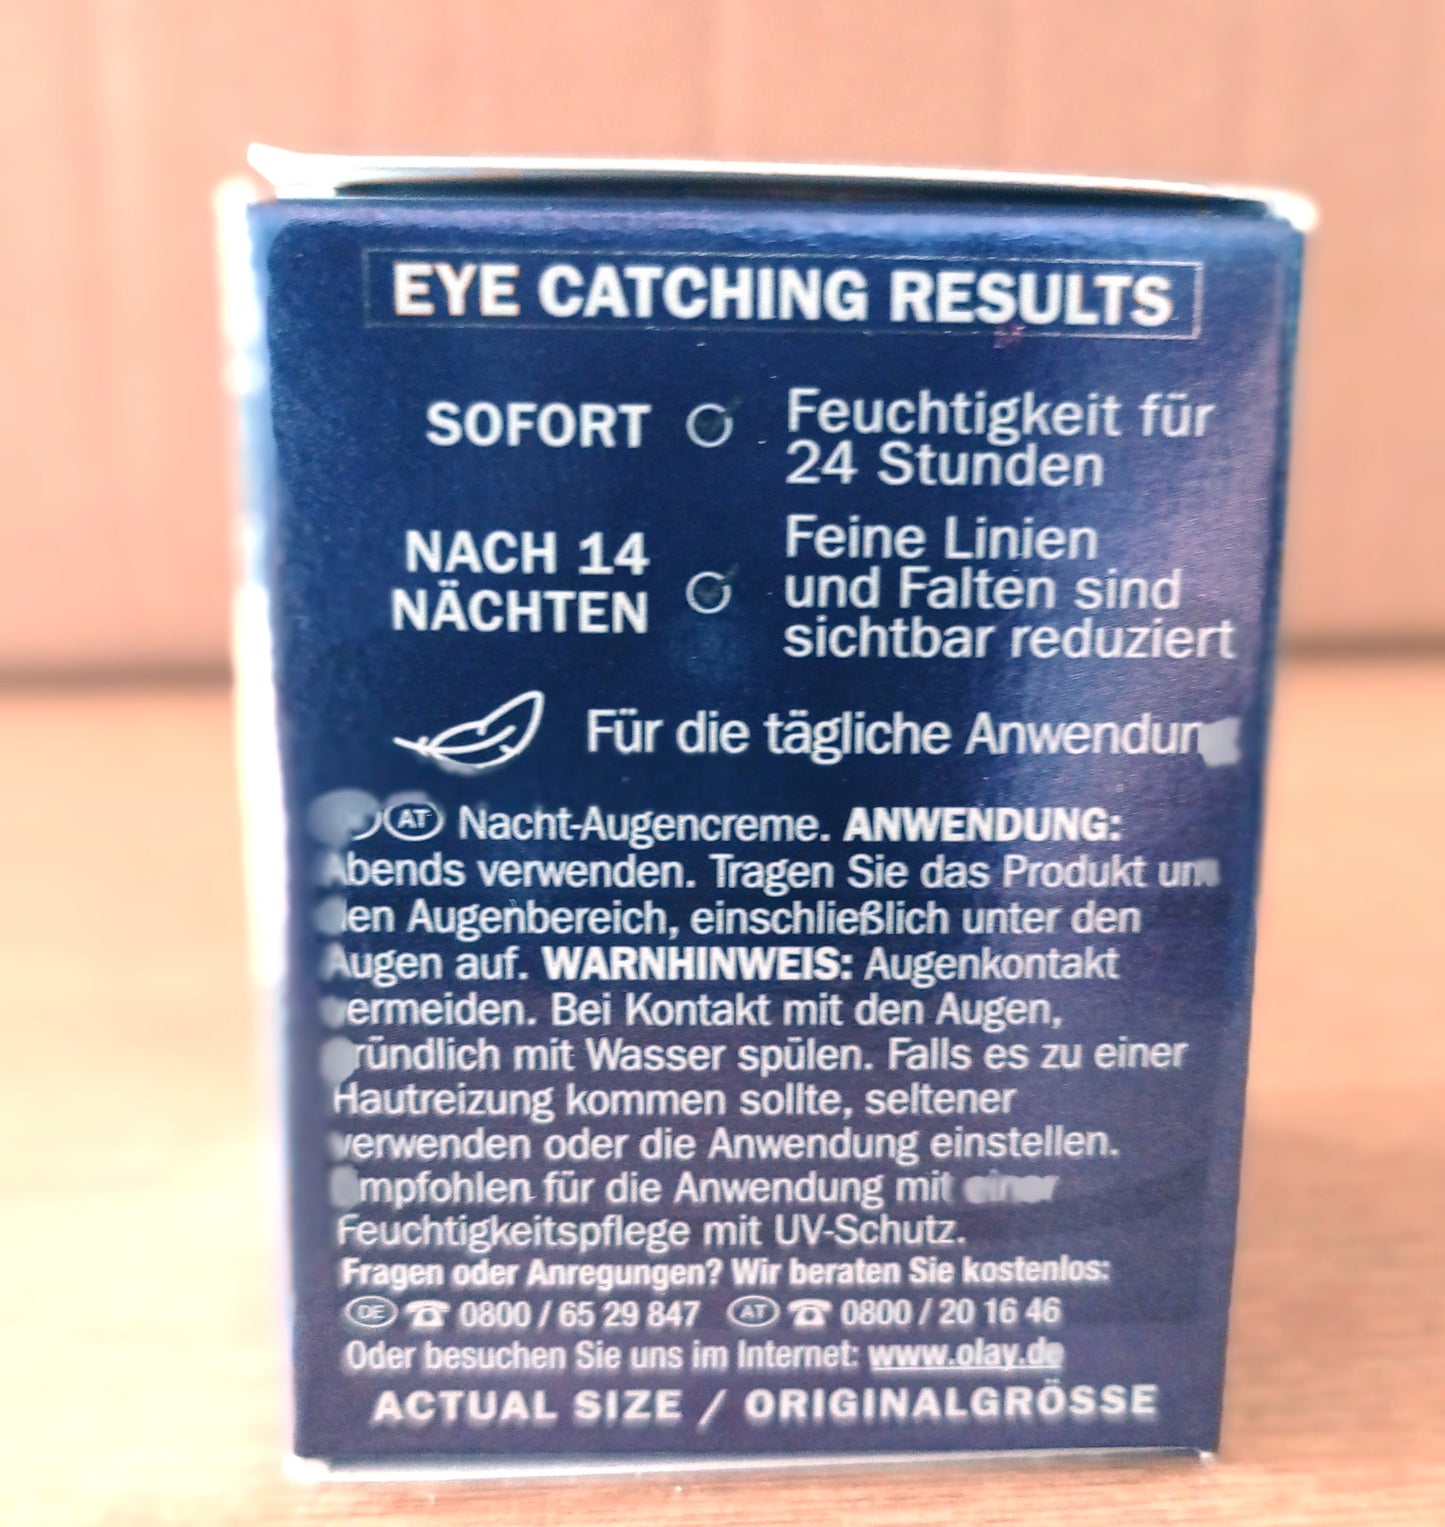 EYE CATCHING RESULTS
SOFORT
Feuchtigkeit für
24 Stunden
NACH 14
NÄCHTEN
Feine Linien
und Falten sind
sichtbar reduziert
Für die tägliche
AT Nacht-Augencreme. ANWENDUNG:
Abends verwenden. Tragen Sie das Produkt um
Augenbereich, einschließlich unter den
Augen auf. WARNHINWEIS: Augenkontakt
vermeiden. Bei Kontakt mit den Augen,
mit Wasser spülen. Falls es zu einer
Hautreizung kommen sollte, seltener
verwenden oder die Anwendung einstellen.
für die Anwendung mit einer
Feuchtigkeitspflege mit UV-Schutz.
Fragen oder Anregungen? Wir beraten Sie kostenlos:
DE ☎ 0800 / 65 29 847 AT ☎ 0800 / 20 16 46
Oder besuchen Sie uns im Internet: www.olay.de
ACTUAL SIZE / ORIGINALGRÖSSE